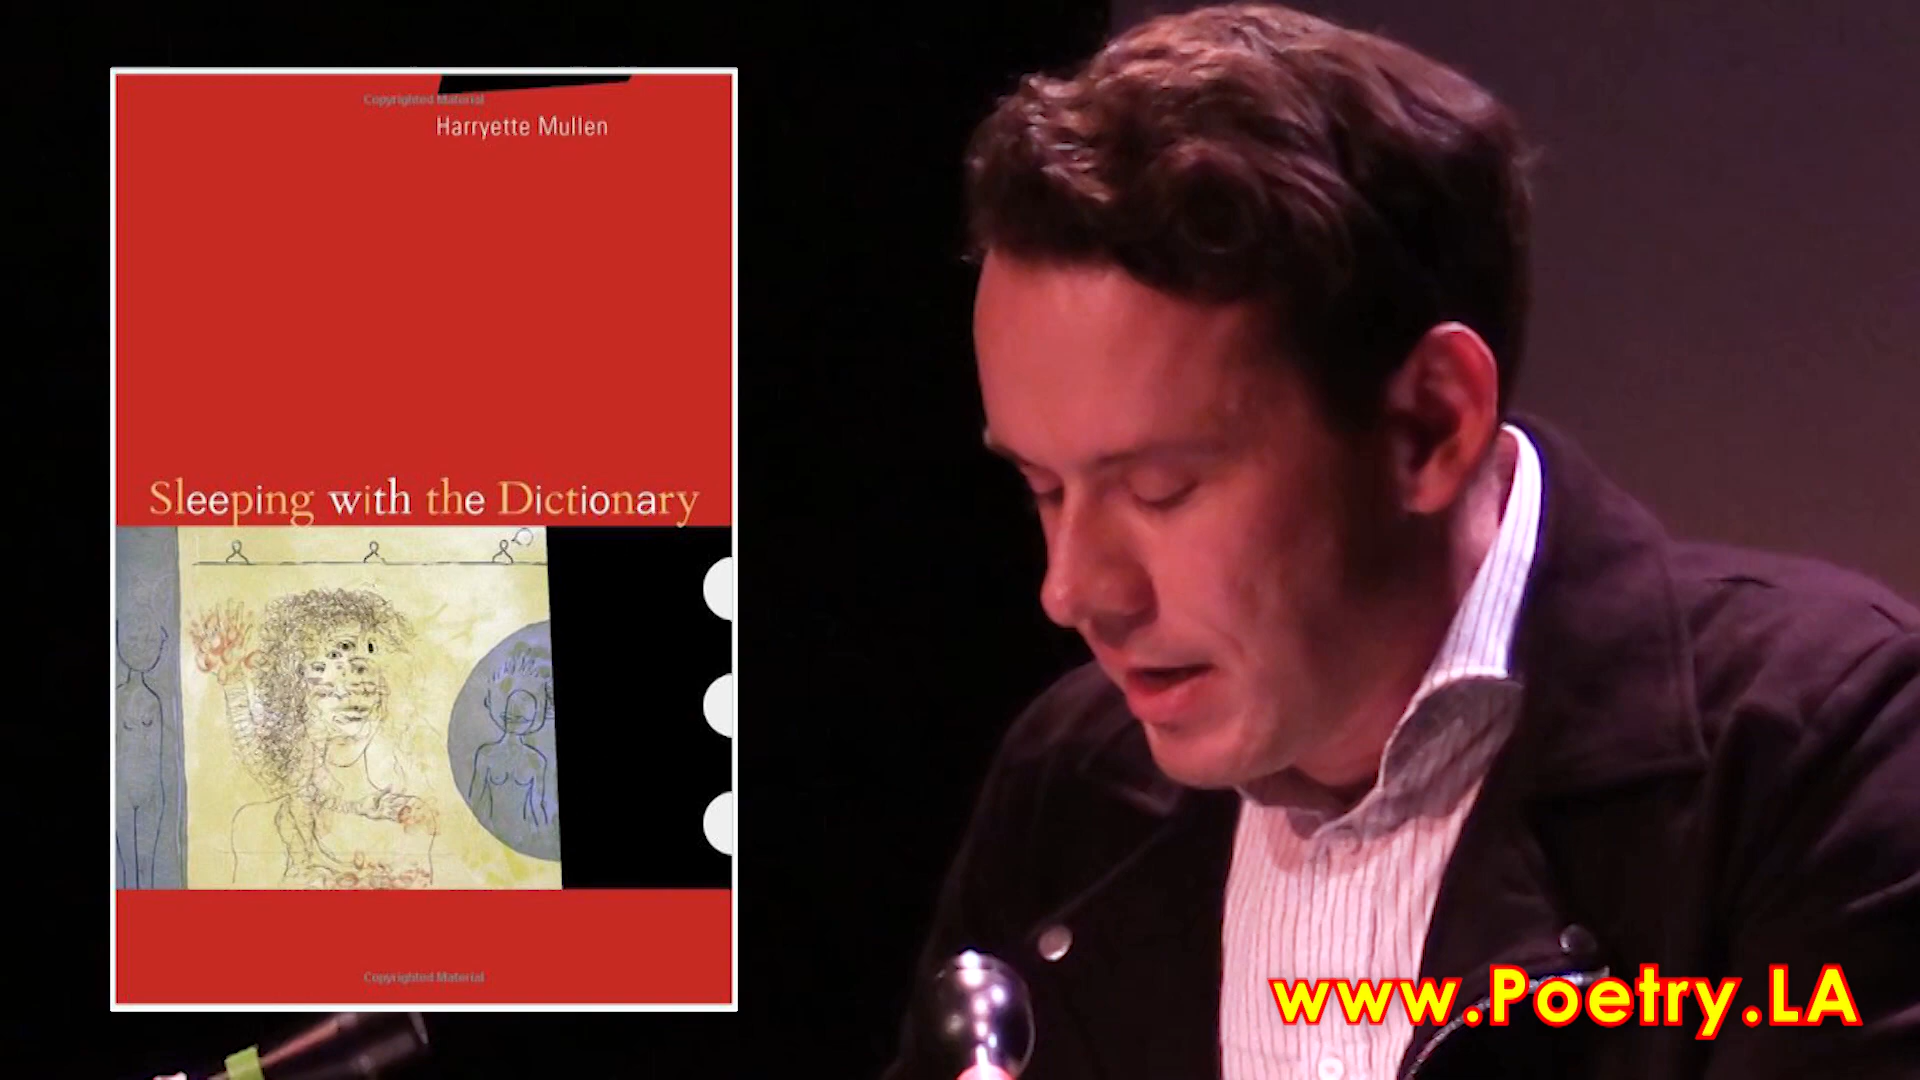 Copyrighted Material
Harryette Mullen
Sleeping with the Dictionary
Copyrighted Material
www.Poetry.LA